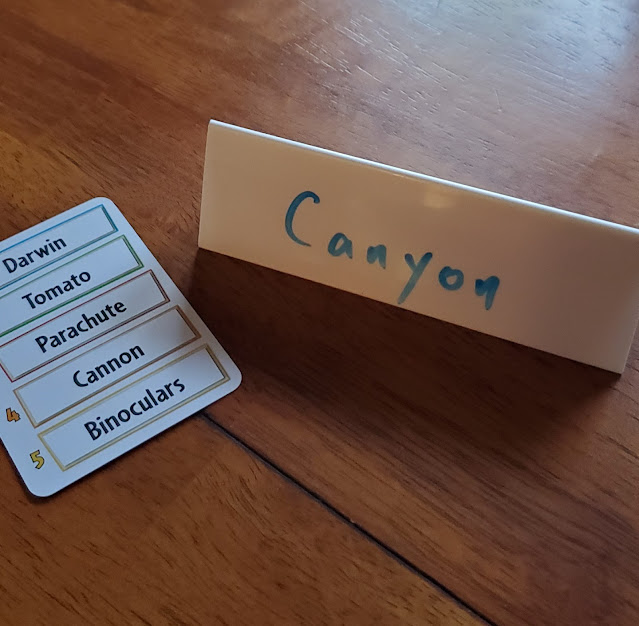 Darwin
Tomato
Parachute
4 Cannon
5 Binoculars
Canyon